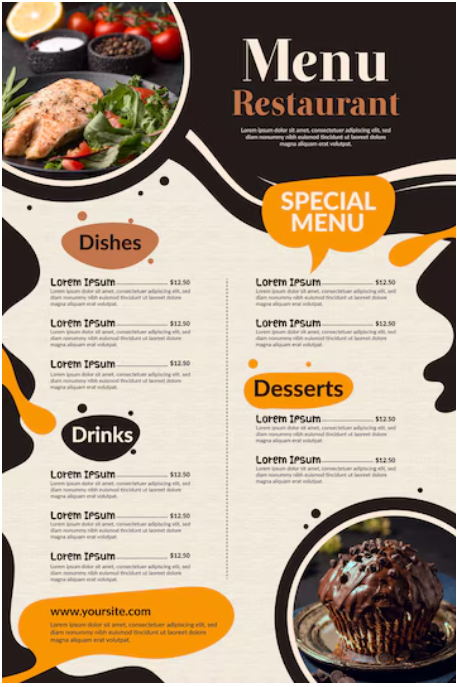 Menu
Restaurant
Lorem ipsum dolor sit amet, consectetuer adipiscing elit, sed
diam nonummy nibh euismod tincidunt ut laoreet dolore
magna aliquam erat volutpat.
SPECIAL
MENU
Dishes
Lorem Ipsum $12.50
Lorem ipsum dolor sit amet, consectetuer adipiscing elit, sed
diam nonummy nibh euismod tincidunt ut laoreet dolore
magna aliquam erat volutpat.
Lorem Ipsum $12.50
Lorem ipsum dolor sit amet, consectetuer adipiscing elit, sed
diam nonummy nibh euismod tincidunt ut laoreet dolore
magna aliquam erat volutpat.
Lorem Ipsum $12.50
Lorem ipsum dolor sit amet, consectetuer adipiscing elit, sed
diam nonummy nibh euismod tincidunt ut laoreet dolore
magna aliquam erat volutpat.
Drinks
Lorem Ipsum $12.50
Lorem ipsum dolor sit amet, consectetuer adipiscing elit, sed
diam nonummy nibh euismod tincidunt ut laoreet dolore
magna aliquam erat volutpat.
Lorem Ipsum $12.50
Lorem ipsum dolor sit amet, consectetuer adipiscing elit, sed
diam nonummy nibh euismod tincidunt ut laoreet dolore
magna aliquam erat volutpat.
Lorem Ipsum $12.50
Lorem ipsum dolor sit amet, consectetuer adipiscing elit, sed
diam nonummy nibh euismod tincidunt ut laoreet dolore
magna aliquam erat volutpat.
Lorem Ipsum $12.50
Lorem ipsum dolor sit amet, consectetuer adipiscing elit, sed
diam nonummy nibh euismod tincidunt ut laoreet dolore
magna aliquam erat volutpat.
Lorem Ipsum $12.50
Lorem ipsum dolor sit amet, consectetuer adipiscing elit, sed
diam nonummy nibh euismod tincidunt ut laoreet dolore
magna aliquam erat volutpat.
Desserts
Lorem Ipsum $12.50
Lorem ipsum dolor sit amet, consectetuer adipiscing elit, sed
diam nonummy nibh euismod tincidunt ut laoreet dolore
magna aliquam erat volutpat.
Lorem Ipsum $12.50
Lorem ipsum dolor sit amet, consectetuer adipiscing elit, sed
diam nonummy nibh euismod tincidunt ut laoreet dolore
magna aliquam erat volutpat.
www.yoursite.com
Lorem ipsum dolor sit amet, consectetuer adipiscing elit, sed
diam nonummy nibh euismod tincidunt ut laoreet dolore
magna aliquam erat volutpat.